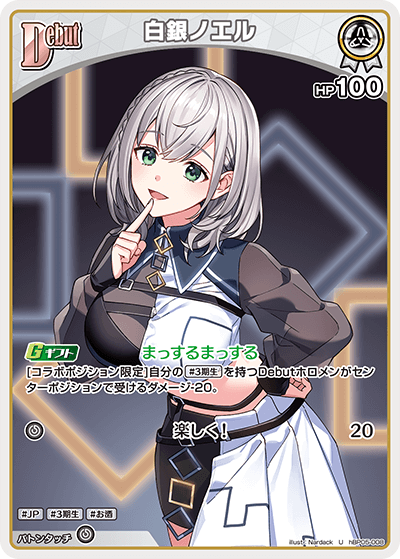 Debut
白銀ノエル
HP100
Gギフト まっするまっする
[コラボポジション限定]自分の #3期生 を持つDebutホロメンがセン
ターポジションで受けるダメージ-20。
楽しく! 20
#JP #3期生 #お酒
バトンタッチ
illust: Nardack U hBP05-008